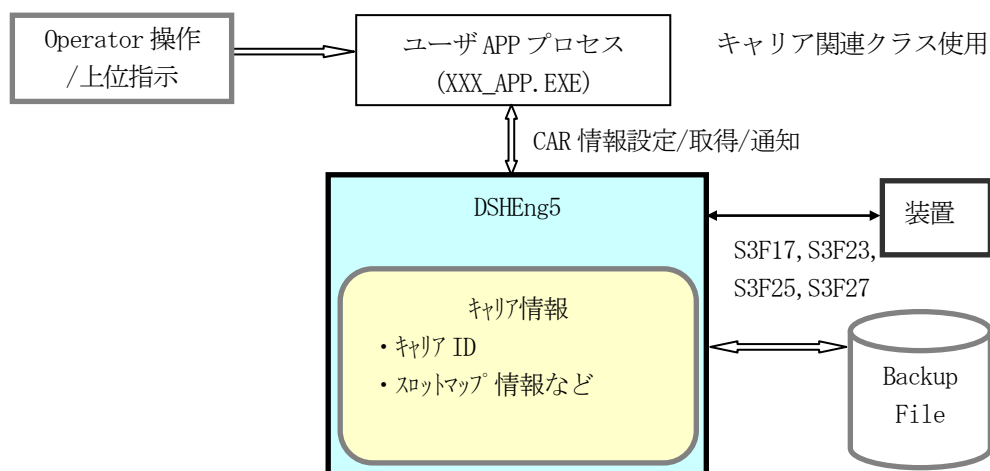 Operator 操作
/上位指示
ユーザ APP プロセス
(XXX_APP.EXE)
キャリア関連クラス使用
CAR 情報設定/取得/通知
DSHEng5
装置
S3F17,S3F23,
S3F25,S3F27
ｷｬﾘｱ情報
・ｷｬﾘｱ ID
・ｽﾛｯﾄﾏｯﾌﾟ情報など
Backup
File